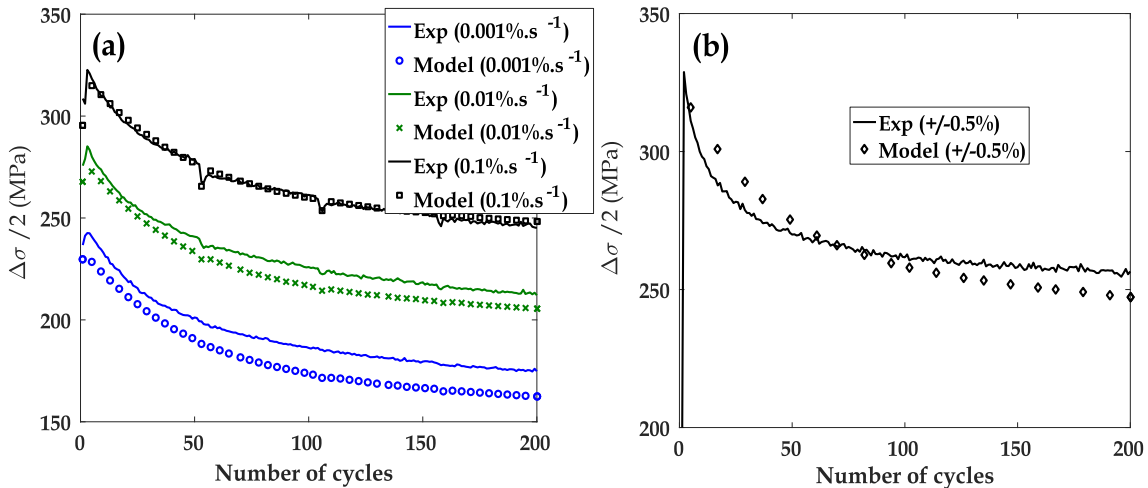 350
300
250
200
150
Δσ / 2 (MPa)
(a)
Exp (0.001%.s -1)
Model (0.001%.s-1)
Exp (0.01%.s -1)
Model (0.01%.s-1)
Exp (0.1%.s-1)
Model (0.1%.s-1)
0 50 100 150 200
Number of cycles
350
300
250
200
Δσ / 2 (MPa)
(b)
Exp (+/-0.5%)
Model (+/-0.5%)
0 50 100 150 200
Number of cycles